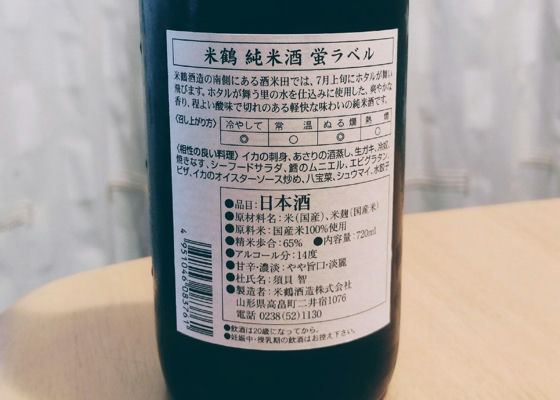 米鶴 純米酒 蛍ラベル
米鶴酒造の南側にある酒米田では、7月上旬にホタルが舞い
飛びます。ホタルが舞う里の水を仕込みに使用した、爽やかな
香り、程よい酸味で切れのある軽快な味わいの純米酒です。
〈召し上がり方〉 冷やして 常温 ぬる燗 熱燗
◎ ○ ◎ ○
〈相性の良い料理〉イカの刺身、あさりの酒蒸し、生ガキ、冷奴、
焼きなす、シーフードサラダ、鱈のムニエル、エビグラタン、
ピザ、イカのオイスターソース炒め、八宝菜、シュウマイ、水餃子
●品目：日本酒
●原材料名：米（国産）、米麹（国産米）
●原料米：国産米100%使用
●精米歩合：65% ●内容量：720ml
●アルコール分：14度
●甘辛・濃淡：やや旨口・淡麗
●杜氏名：須貝 智
●製造者：米鶴酒造株式会社
山形県高畠町二井宿1076
電話 0238(52)1130
4951046083761
●飲酒は20歳になってから。
●妊娠中・授乳期の飲酒はお控え下さい。